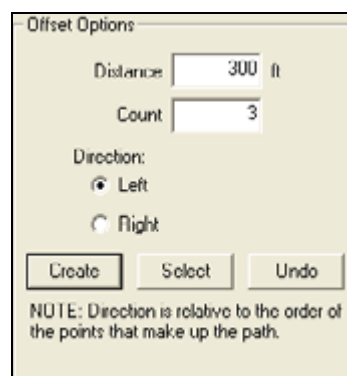 Offset Options
Distance 300 ft
Count 3
Direction:
Left
Right
Create Select Undo
NOTE: Direction is relative to the order of
the points that make up the path.